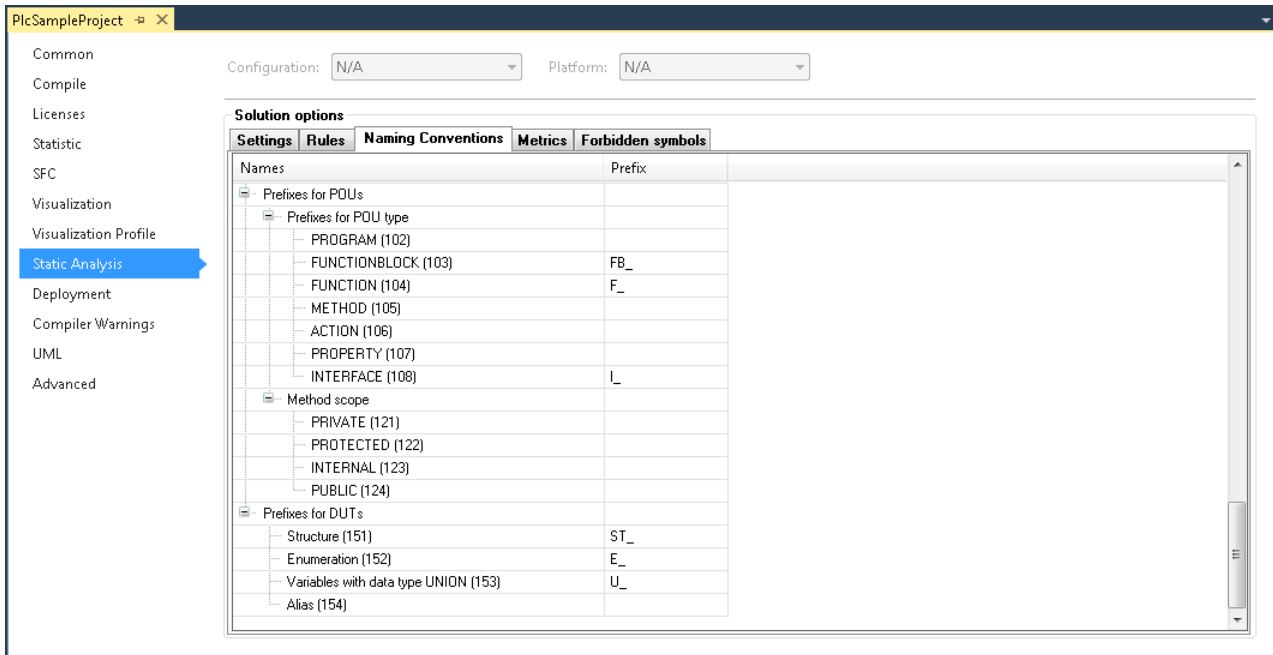 PlcSampleProject
Common
Compile
Licenses
Statistic
SFC
Visualization
Visualization Profile
Static Analysis
Deployment
Compiler Warnings
UML
Advanced
Configuration: N/A Platform: N/A
Solution options
Settings Rules Naming Conventions Metrics Forbidden symbols
Names Prefix
Prefixes for POUs
Prefixes for POU type
PROGRAM (102)
FUNCTIONBLOCK (103) FB_
FUNCTION (104) F_
METHOD (105)
ACTION (106)
PROPERTY (107)
INTERFACE (108) I_
Method scope
PRIVATE (121)
PROTECTED (122)
INTERNAL (123)
PUBLIC (124)
Prefixes for DUTs
Structure (151) ST_
Enumeration (152) E_
Variables with data type UNION (153) U_
Alias (154)